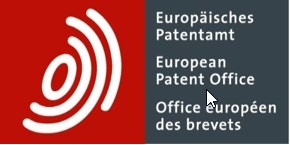 Europäisches
Patentamt
European
Patent Office
Office européen
des brevets